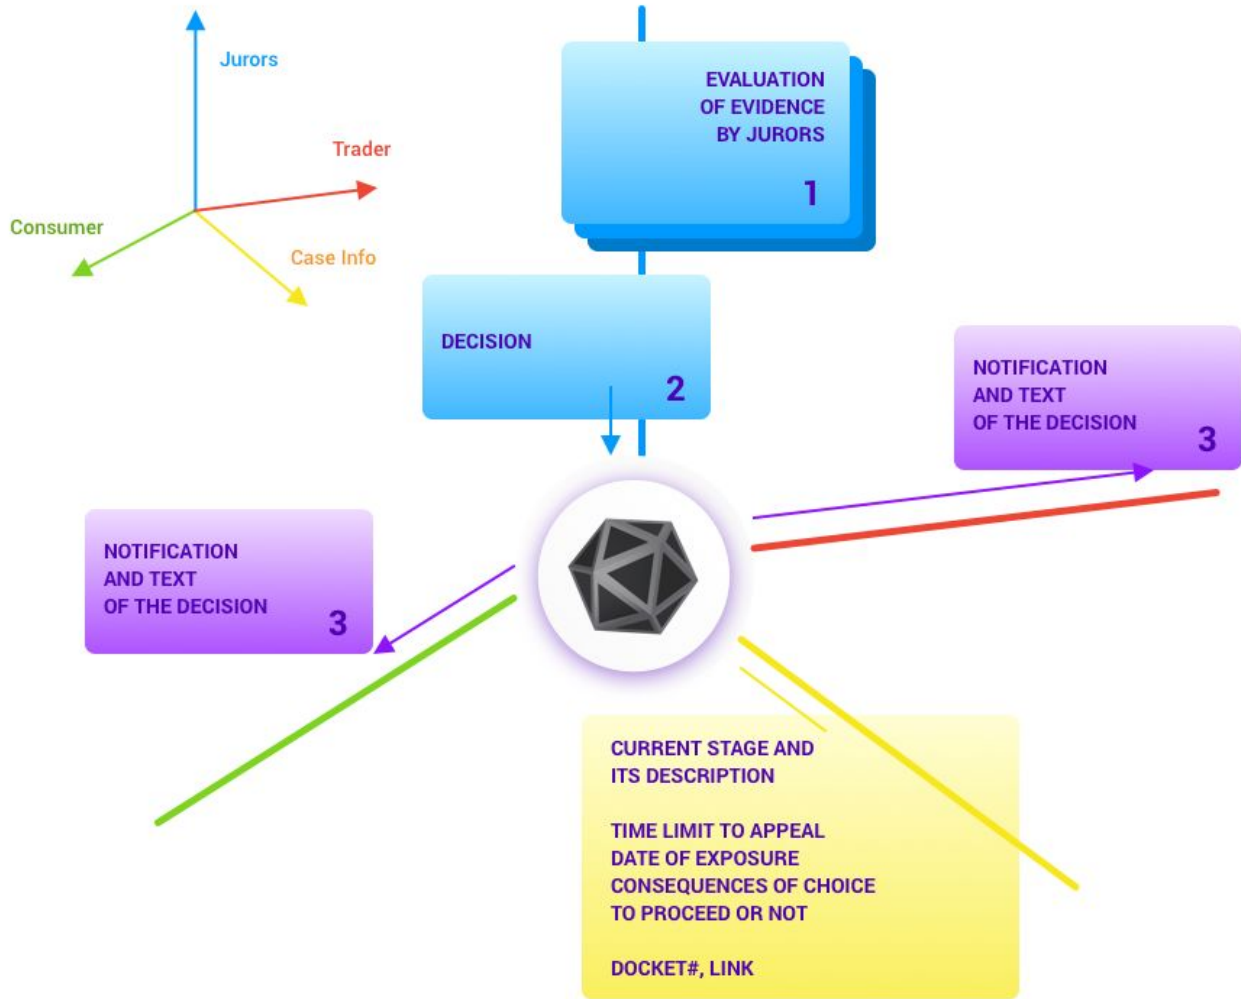 Jurors
Trader
Consumer
Case Info
EVALUATION
OF EVIDENCE
BY JURORS
1
DECISION
2
NOTIFICATION
AND TEXT
OF THE DECISION
3
NOTIFICATION
AND TEXT
OF THE DECISION
3
CURRENT STAGE AND
ITS DESCRIPTION
TIME LIMIT TO APPEAL
DATE OF EXPOSURE
CONSEQUENCES OF CHOICE
TO PROCEED OR NOT
DOCKET#, LINK